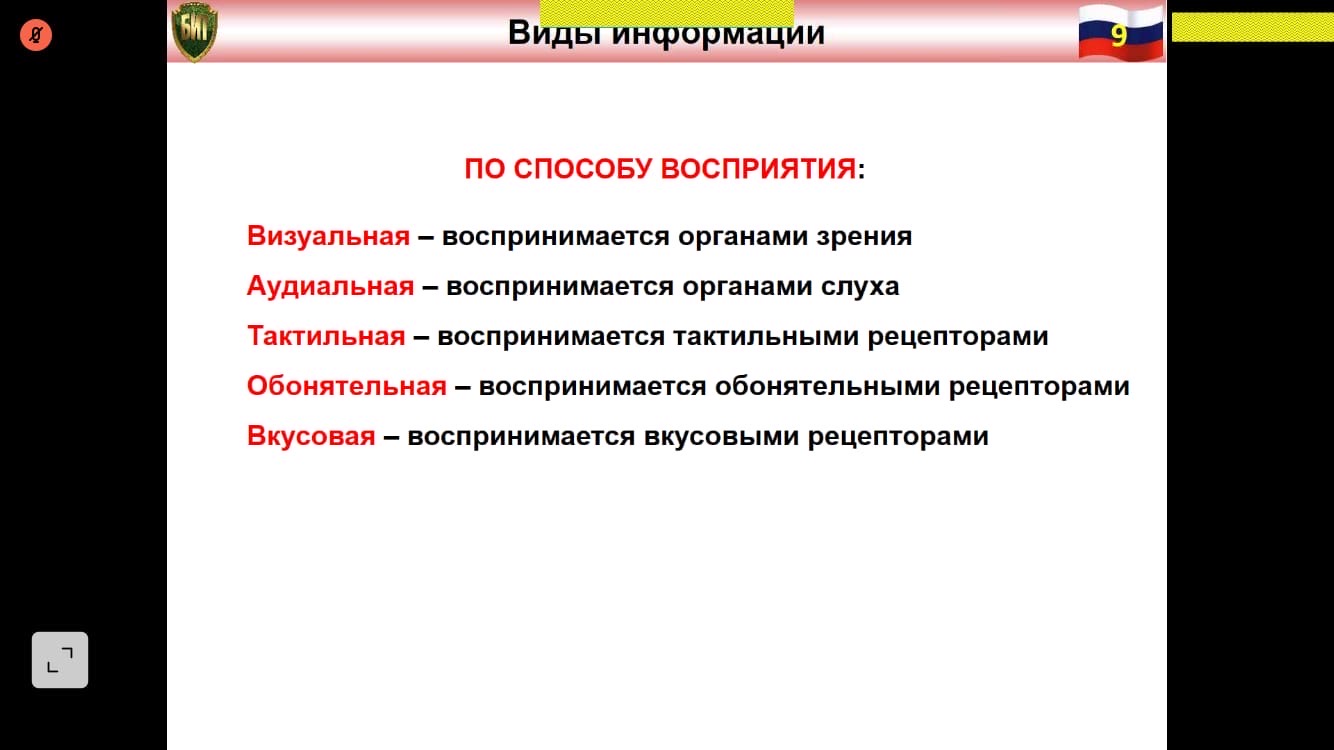 БИТ
Виды информации
9
ПО СПОСОБУ ВОСПРИЯТИЯ:
Визуальная – воспринимается органами зрения
Аудиальная – воспринимается органами слуха
Тактильная – воспринимается тактильными рецепторами
Обонятельная – воспринимается обонятельными рецепторами
Вкусовая – воспринимается вкусовыми рецепторами